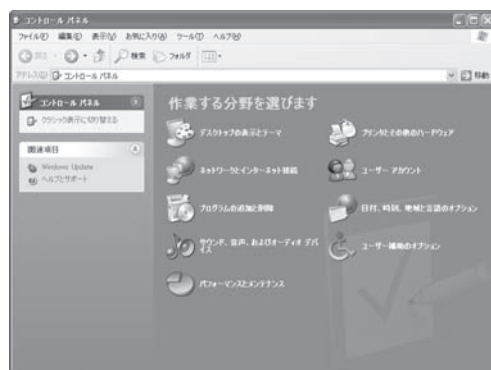 コントロール パネル
ファイル(F) 編集(E) 表示(V) お気に入り(A) ツール(T) ヘルプ(H)
戻る 検索 フォルダ
アドレス(D) コントロール パネル 移動
コントロール パネル
クラシック表示に切り替える
関連項目
Windows Update
ヘルプとサポート
作業する分野を選びます
デスクトップの表示とテーマ
プリンタとその他のハードウェア
ネットワークとインターネット接続
ユーザー アカウント
プログラムの追加と削除
日付、時刻、地域と言語のオプション
サウンド、音声、およびオーディオ デバ
イス
ユーザー補助のオプション
パフォーマンスとメンテナンス